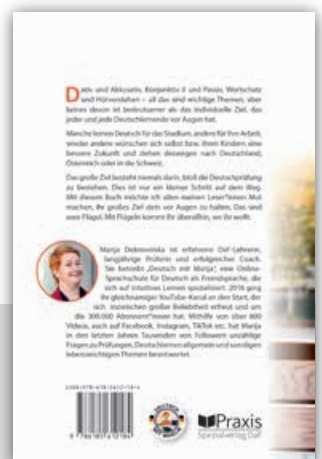 Dativ und Akkusativ, Konjunktiv II und Passiv, Wortschatz
und Hörverstehen – all das sind wichtige Themen, aber
keines davon ist bedeutsamer als das individuelle Ziel, das
jeder und jede Deutschlernende vor Augen hat.
Manche lernen Deutsch für das Studium, andere für ihre Arbeit,
wieder andere wünschen sich selbst bzw. ihren Kindern eine
bessere Zukunft und ziehen deswegen nach Deutschland,
Österreich oder in die Schweiz.
Das große Ziel besteht niemals darin, bloß die Deutschprüfung
zu bestehen. Dies ist nur ein kleiner Schritt auf dem Weg.
Mit diesem Buch möchte ich allen meinen Leser*innen Mut
machen, ihr großes Ziel stets vor Augen zu halten. Das sind
eure Flügel. Mit Flügeln kommt ihr überallhin, wo ihr wollt.
Marija Dobrovolska ist erfahrene DaF-Lehrerin,
langjährige Prüferin und erfolgreicher Coach.
Sie betreibt „Deutsch mit Marija“, eine Online-
Sprachschule für Deutsch als Fremdsprache, die
sich auf intuitives Lernen spezialisiert. 2016 ging
ihr gleichnamiger YouTube-Kanal an den Start, der
sich inzwischen großer Beliebtheit erfreut und um
die 300.000 Abonnent*innen hat. Mithilfe von über 800
Videos, auch auf Facebook, Instagram, TikTok etc. hat Marija
in den letzten Jahren Tausenden von Followern unzählige
Fragen zu Prüfungen, Deutschlernen allgemein und sonstigen
lebenswichtigen Themen beantwortet.
Praxis
Spezialverlag DaF